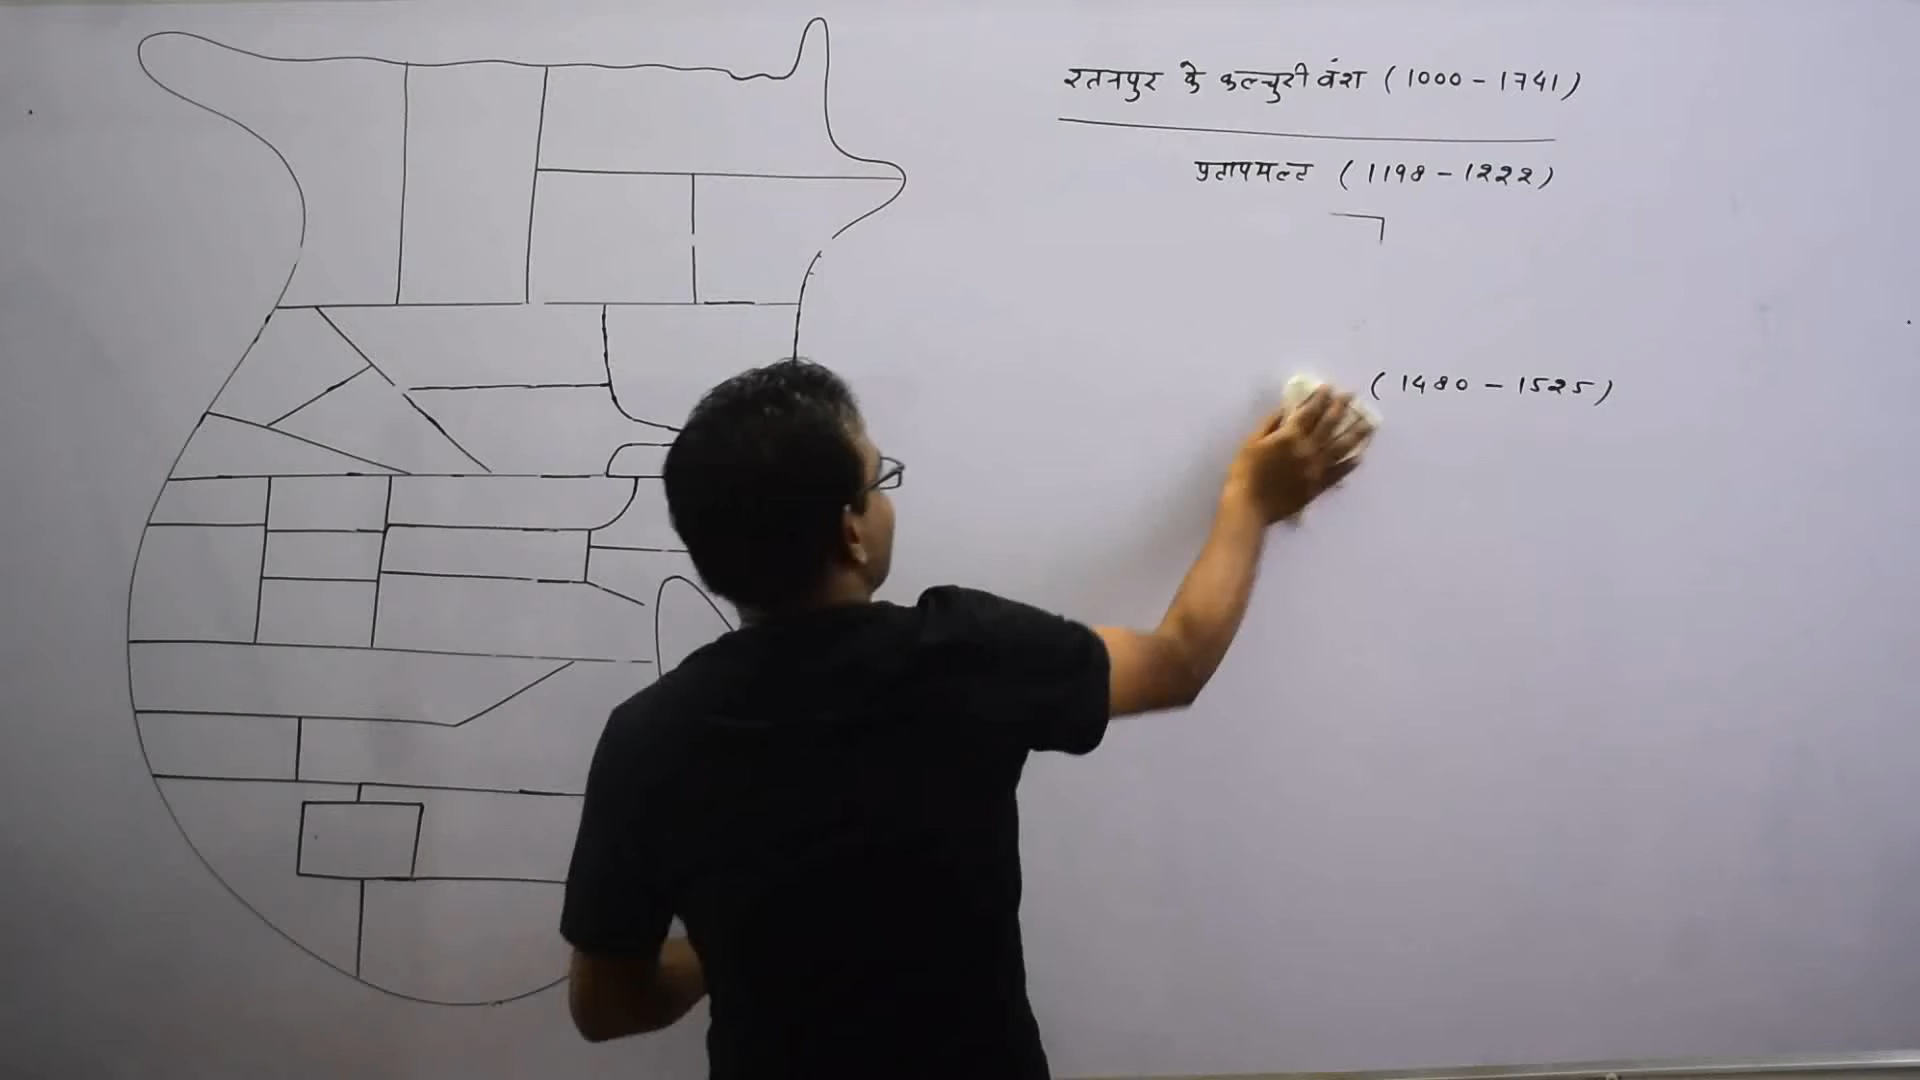 रतनपुर के कल्चुरी वंश (1000 - 1741)
प्रतापमल्ल (1198 - 1222)
(1480 - 1525)